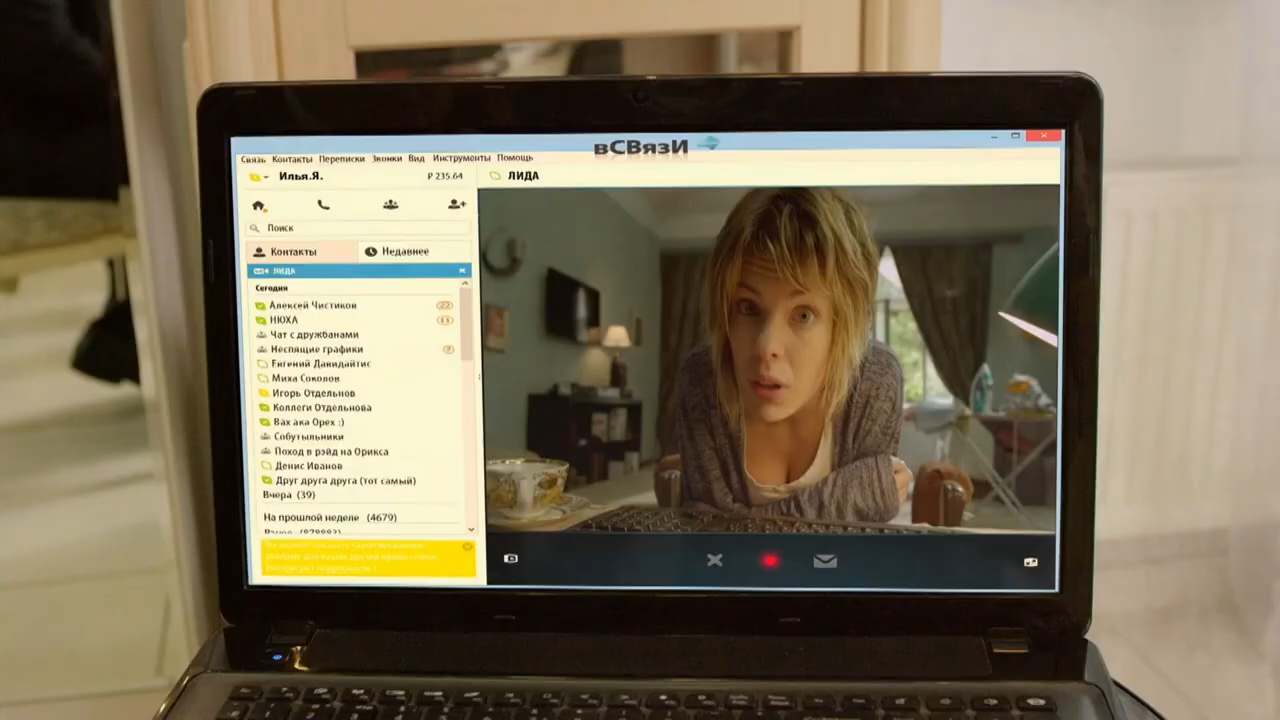 вСВязИ
Связь Контакты Переписки Звонки Вид Инструменты Помощь
Илья.Я. ₽ 235.64
ЛИДА
Поиск
Контакты Недавнее
ЛИДА
Сегодня
Алексей Чистиков 22
НЮХА 11
Чат с дружбанами
Неспящие графики
Евгений Данидайтис
Миха Соколов
Игорь Отдельнов
Коллеги Отдельнова
Вах ака Орех :)
Собутыльники
Поход в рэйд на Орикса
Денис Иванов
Друг друга друга (тот самый)
Вчера (39)
На прошлой неделе (4679)